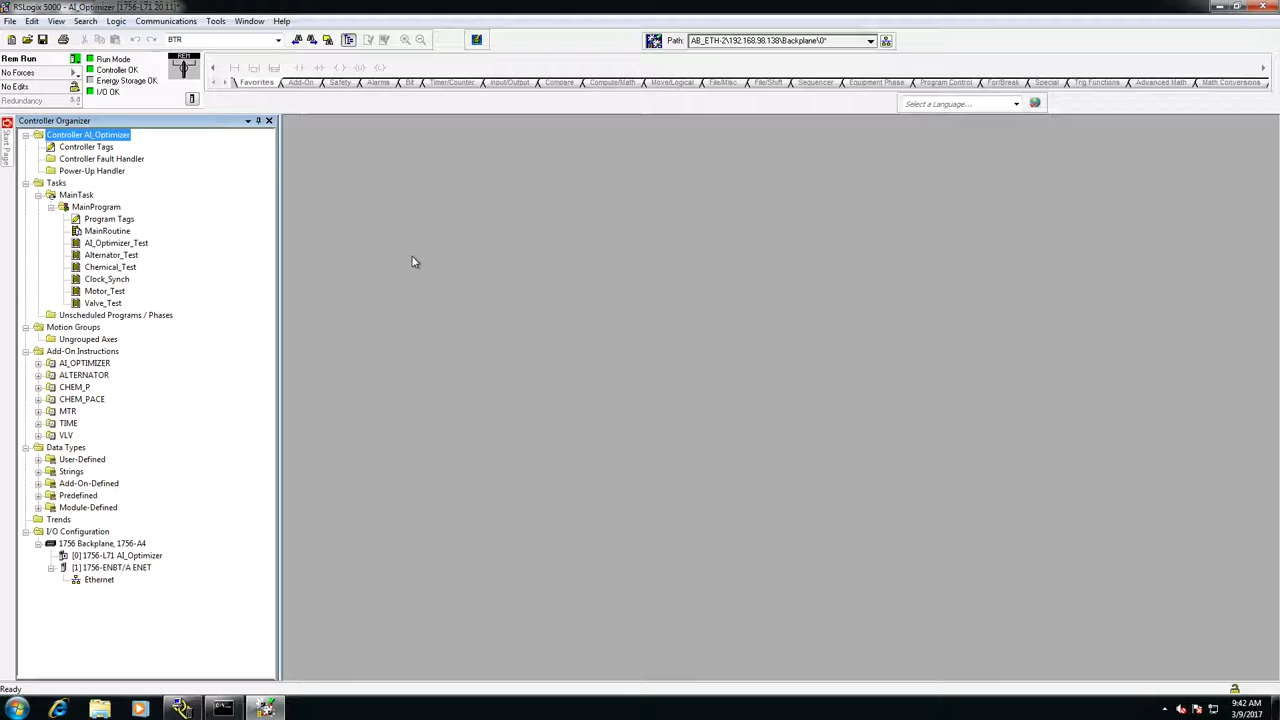 RSLogix 5000 - AI_Optimizer [1756-L71 20.11]*
File Edit View Search Logic Communications Tools Window Help
BTR
Path: AB_ETH-2\192.168.98.138\Backplane\0*
Rem Run
No Forces
No Edits
Redundancy
Run Mode
Controller OK
Energy Storage OK
I/O OK
REM
Favorites Add-On Safety Alarms Bit Timer/Counter Input/Output Compare Compute/Math Move/Logical File/Misc. File/Shift Sequencer Equipment Phase Program Control For/Break Special Trig Functions Advanced Math Math Conversions
Select a Language...
Start Page
Controller Organizer
Controller AI_Optimizer
Controller Tags
Controller Fault Handler
Power-Up Handler
Tasks
MainTask
MainProgram
Program Tags
MainRoutine
AI_Optimizer_Test
Alternator_Test
Chemical_Test
Clock_Synch
Motor_Test
Valve_Test
Unscheduled Programs / Phases
Motion Groups
Ungrouped Axes
Add-On Instructions
AI_OPTIMIZER
ALTERNATOR
CHEM_P
CHEM_PACE
MTR
TIME
VLV
Data Types
User-Defined
Strings
Add-On-Defined
Predefined
Module-Defined
Trends
I/O Configuration
1756 Backplane, 1756-A4
[0] 1756-L71 AI_Optimizer
[1] 1756-ENBT/A ENET
Ethernet
Ready
9:42 AM
3/9/2017